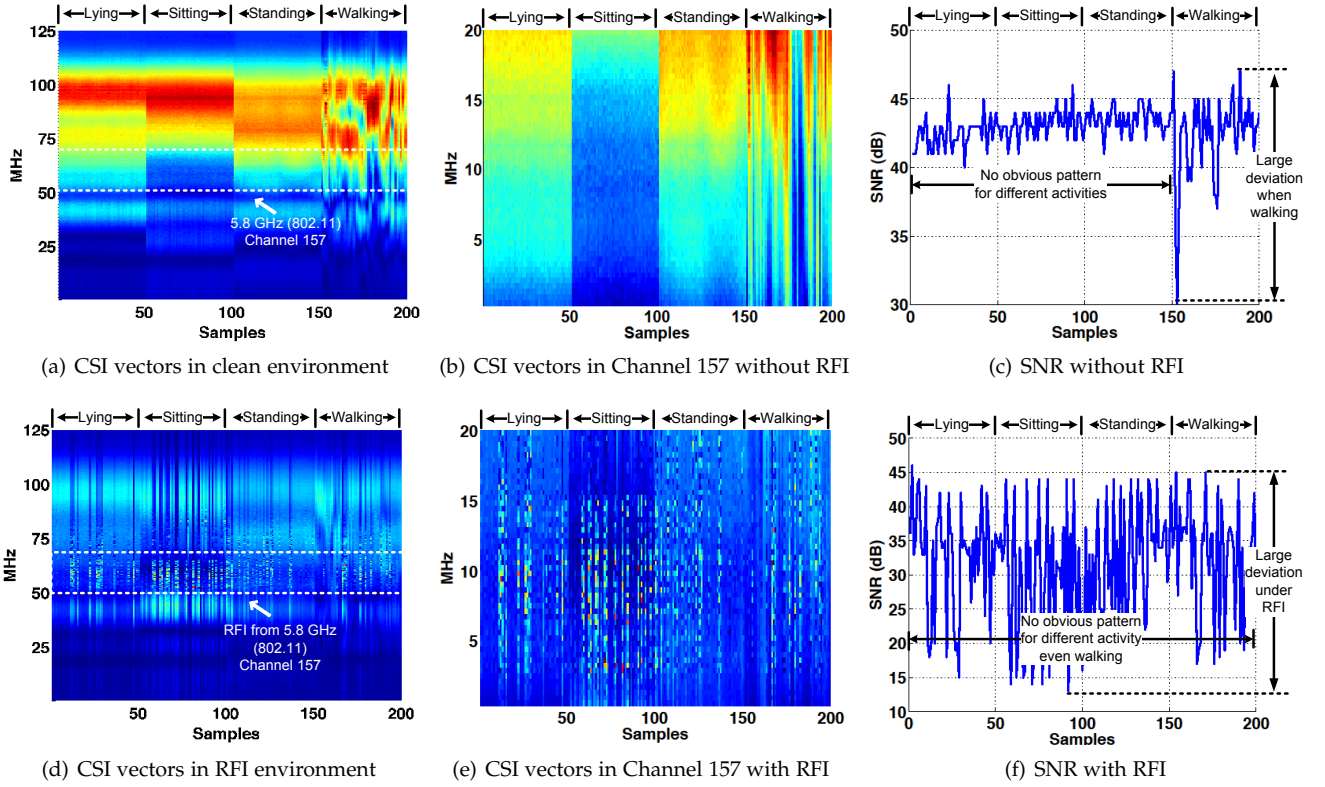 Lying Sitting Standing Walking
125
100
75
50
25
MHz
5.8 GHz (802.11)
Channel 157
50 100 150 200
Samples
(a) CSI vectors in clean environment
Lying Sitting Standing Walking
20
15
10
5
MHz
50 100 150 200
Samples
(b) CSI vectors in Channel 157 without RFI
Lying Sitting Standing Walking
50
45
40
35
30
SNR (dB)
No obvious pattern
for different activities
Large
deviation
when
walking
0 50 100 150 200
Samples
(c) SNR without RFI
Lying Sitting Standing Walking
125
100
75
50
25
MHz
RFI from 5.8 GHz
(802.11)
Channel 157
50 100 150 200
Samples
(d) CSI vectors in RFI environment
Lying Sitting Standing Walking
20
15
10
5
MHz
50 100 150 200
Samples
(e) CSI vectors in Channel 157 with RFI
Lying Sitting Standing Walking
50
45
40
35
30
25
20
15
10
SNR (dB)
No obvious pattern
for different activity
even walking
Large
deviation
under
RFI
0 50 100 150 200
Samples
(f) SNR with RFI